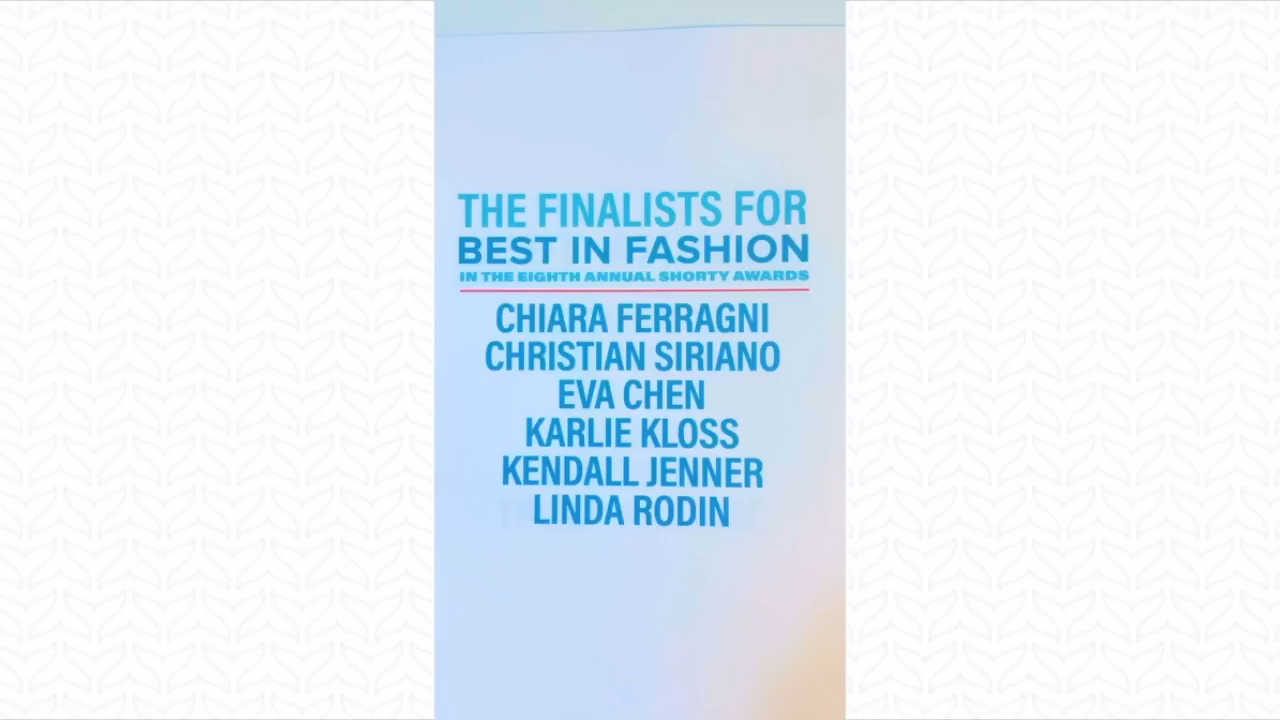 THE FINALISTS FOR
BEST IN FASHION
IN THE EIGHTH ANNUAL SHORTY AWARDS
CHIARA FERRAGNI
CHRISTIAN SIRIANO
EVA CHEN
KARLIE KLOSS
KENDALL JENNER
LINDA RODIN